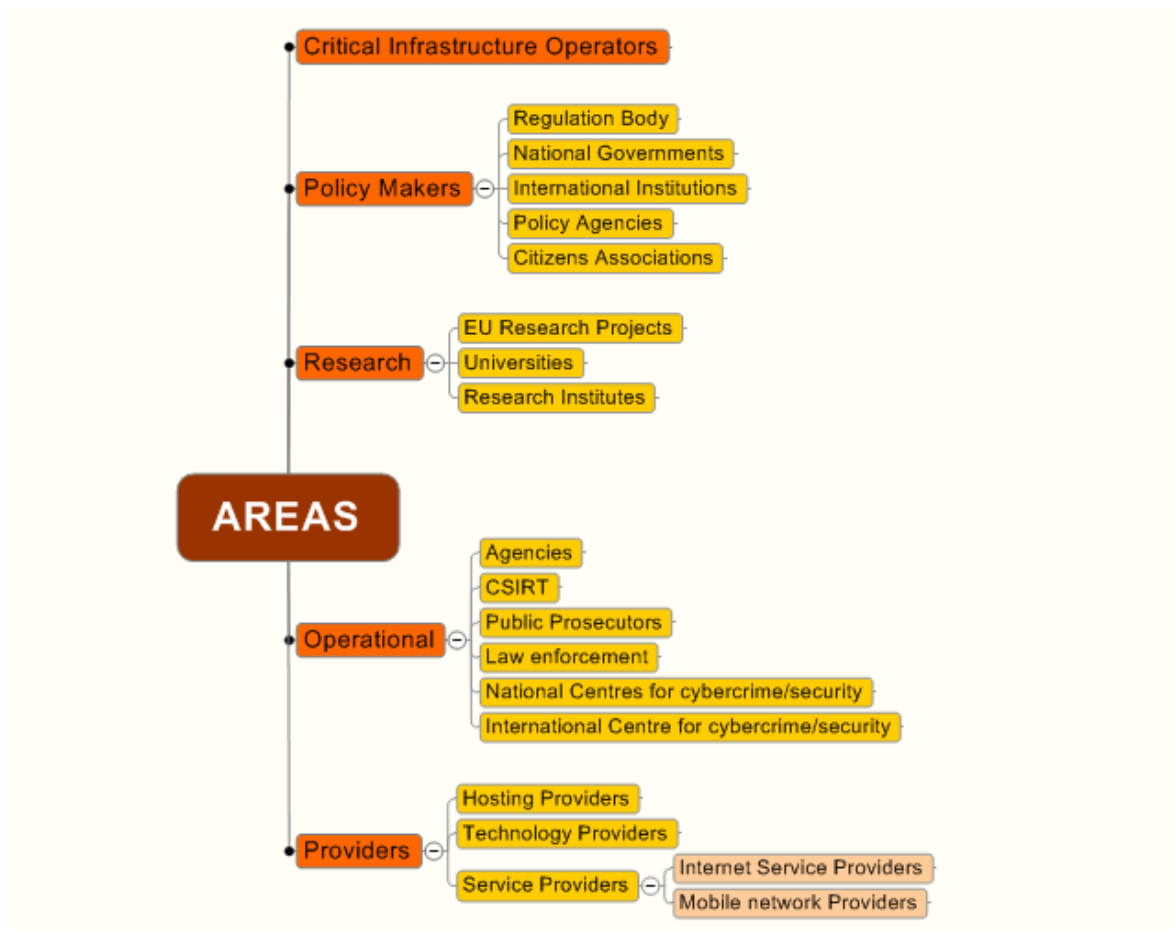 Critical Infrastructure Operators
Regulation Body
National Governments
Policy Makers
International Institutions
Policy Agencies
Citizens Associations
EU Research Projects
Research
Universities
Research Institutes
AREAS
Agencies
CSIRT
Public Prosecutors
Operational
Law enforcement
National Centres for cybercrime/security
International Centre for cybercrime/security
Hosting Providers
Technology Providers
Providers
Service Providers
Internet Service Providers
Mobile network Providers